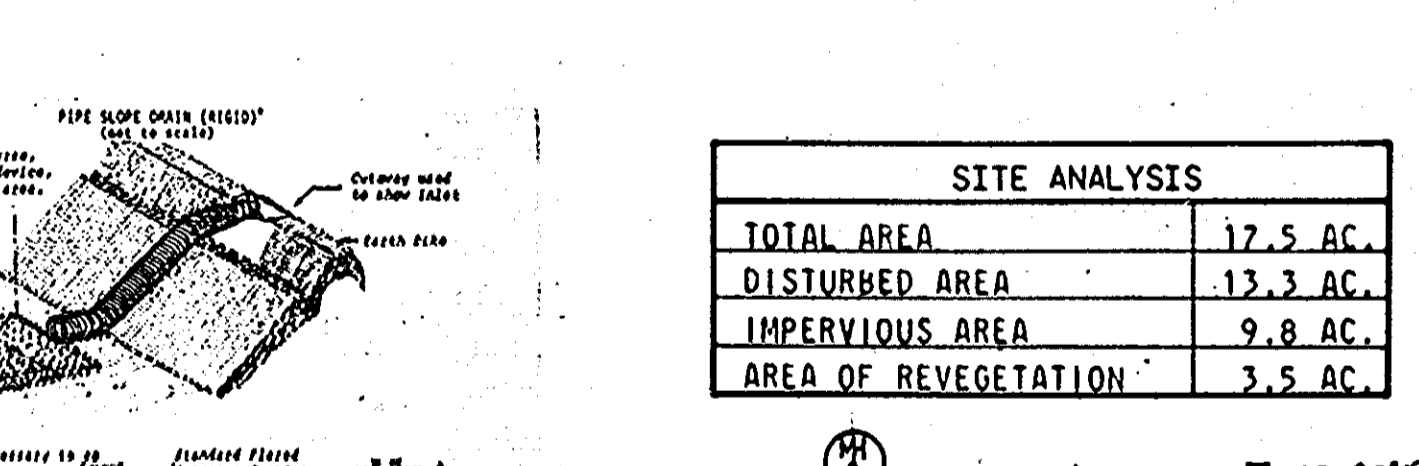 PIPE SLOPE DRAIN (RIGID)*
(not to scale)
Cutaway used
to show inlet
Earth Dike
area.
SITE ANALYSIS
TOTAL AREA 17.5 AC.
DISTURBED AREA 13.3 AC.
IMPERVIOUS AREA 9.8 AC.
AREA OF REVEGETATION 3.5 AC.
Standard Flared
MH